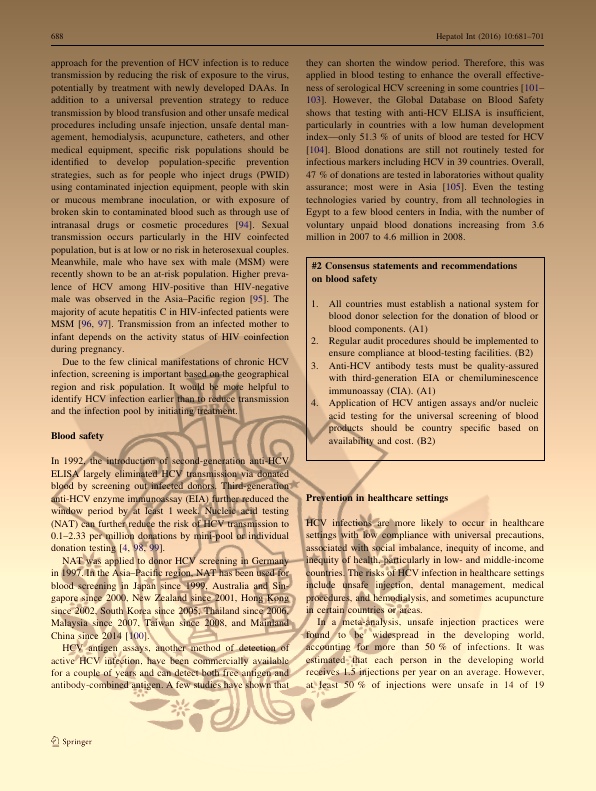 688
Hepatol Int (2016) 10:681–701
approach for the prevention of HCV infection is to reduce
transmission by reducing the risk of exposure to the virus,
potentially by treatment with newly developed DAAs. In
addition to a universal prevention strategy to reduce
transmission by blood transfusion and other unsafe medical
procedures including unsafe injection, unsafe dental man-
agement, hemodialysis, acupuncture, catheters, and other
medical equipment, specific risk populations should be
identified to develop population-specific prevention
strategies, such as for people who inject drugs (PWID)
using contaminated injection equipment, people with skin
or mucous membrane inoculation, or with exposure of
broken skin to contaminated blood such as through use of
intranasal drugs or cosmetic procedures [94]. Sexual
transmission occurs particularly in the HIV coinfected
population, but is at low or no risk in heterosexual couples.
Meanwhile, male who have sex with male (MSM) were
recently shown to be an at-risk population. Higher preva-
lence of HCV among HIV-positive than HIV-negative
male was observed in the Asia–Pacific region [95]. The
majority of acute hepatitis C in HIV-infected patients were
MSM [96, 97]. Transmission from an infected mother to
infant depends on the activity status of HIV coinfection
during pregnancy.
Due to the few clinical manifestations of chronic HCV
infection, screening is important based on the geographical
region and risk population. It would be more helpful to
identify HCV infection earlier than to reduce transmission
and the infection pool by initiating treatment.
Blood safety
In 1992, the introduction of second-generation anti-HCV
ELISA largely eliminated HCV transmission via donated
blood by screening out infected donors. Third-generation
anti-HCV enzyme immunoassay (EIA) further reduced the
window period by at least 1 week. Nucleic acid testing
(NAT) can further reduce the risk of HCV transmission to
0.1–2.33 per million donations by mini-pool or individual
donation testing [4, 98, 99].
NAT was applied to donor HCV screening in Germany
in 1997. In the Asia–Pacific region, NAT has been used for
blood screening in Japan since 1999, Australia and Sin-
gapore since 2000, New Zealand since 2001, Hong Kong
since 2002, South Korea since 2005, Thailand since 2006,
Malaysia since 2007, Taiwan since 2008, and Mainland
China since 2014 [100].
HCV antigen assays, another method of detection of
active HCV infection, have been commercially available
for a couple of years and can detect both free antigen and
antibody-combined antigen. A few studies have shown that
they can shorten the window period. Therefore, this was
applied in blood testing to enhance the overall effective-
ness of serological HCV screening in some countries [101–
103]. However, the Global Database on Blood Safety
shows that testing with anti-HCV ELISA is insufficient,
particularly in countries with a low human development
index—only 51.3 % of units of blood are tested for HCV
[104]. Blood donations are still not routinely tested for
infectious markers including HCV in 39 countries. Overall,
47 % of donations are tested in laboratories without quality
assurance; most were in Asia [105]. Even the testing
technologies varied by country, from all technologies in
Egypt to a few blood centers in India, with the number of
voluntary unpaid blood donations increasing from 3.6
million in 2007 to 4.6 million in 2008.
#2 Consensus statements and recommendations
on blood safety
1. All countries must establish a national system for
blood donor selection for the donation of blood or
blood components. (A1)
2. Regular audit procedures should be implemented to
ensure compliance at blood-testing facilities. (B2)
3. Anti-HCV antibody tests must be quality-assured
with third-generation EIA or chemiluminescence
immunoassay (CIA). (A1)
4. Application of HCV antigen assays and/or nucleic
acid testing for the universal screening of blood
products should be country specific based on
availability and cost. (B2)
Prevention in healthcare settings
HCV infections are more likely to occur in healthcare
settings with low compliance with universal precautions,
associated with social imbalance, inequity of income, and
inequity of health, particularly in low- and middle-income
countries. The risks of HCV infection in healthcare settings
include unsafe injection, dental management, medical
procedures, and hemodialysis, and sometimes acupuncture
in certain countries or areas.
In a meta-analysis, unsafe injection practices were
found to be widespread in the developing world,
accounting for more than 50 % of infections. It was
estimated that each person in the developing world
receives 1.5 injections per year on an average. However,
at least 50 % of injections were unsafe in 14 of 19
Springer